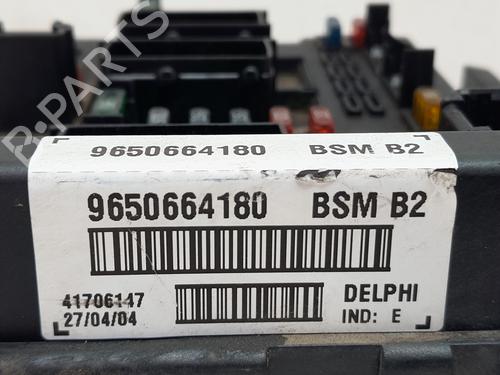 R-PARTS
9650664180 BSM B2
9650664180 BSM B2
41706147 DELPHI
27/04/04 IND: E